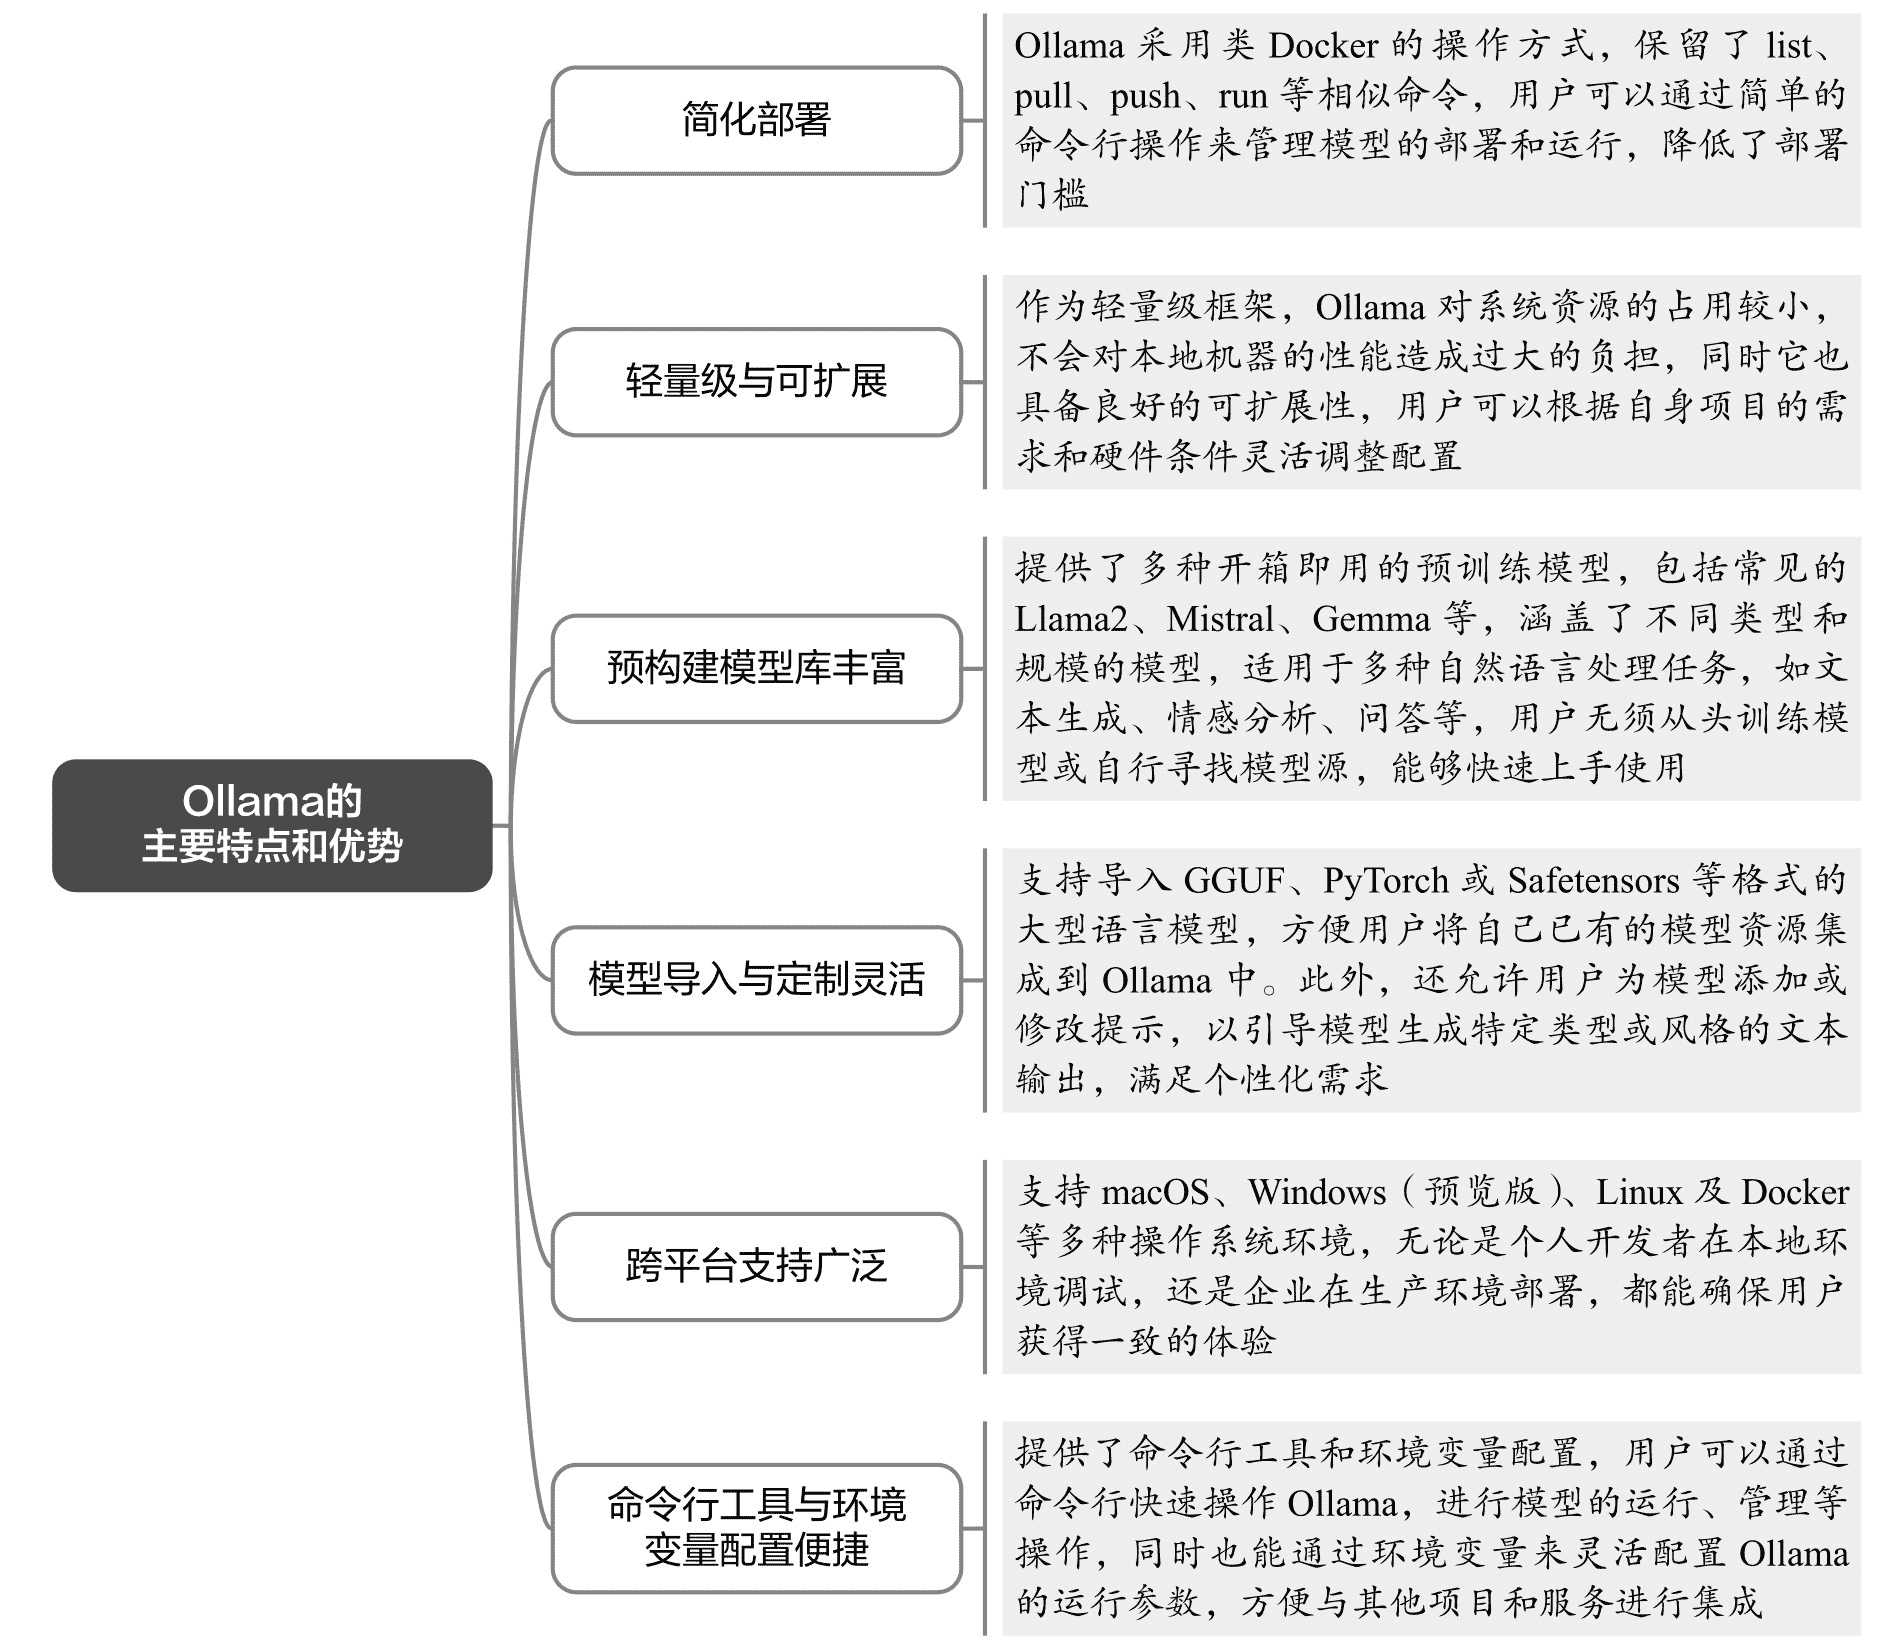 Ollama的
主要特点和优势
简化部署
Ollama 采用类 Docker 的操作方式，保留了 list、
pull、push、run 等相似命令，用户可以通过简单的
命令行操作来管理模型的部署和运行，降低了部署
门槛
轻量级与可扩展
作为轻量级框架，Ollama 对系统资源的占用较小，
不会对本地机器的性能造成过大的负担，同时它也
具备良好的可扩展性，用户可以根据自身项目的需
求和硬件条件灵活调整配置
预构建模型库丰富
提供了多种开箱即用的预训练模型，包括常见的
Llama2、Mistral、Gemma 等，涵盖了不同类型和
规模的模型，适用于多种自然语言处理任务，如文
本生成、情感分析、问答等，用户无须从头训练模
型或自行寻找模型源，能够快速上手使用
模型导入与定制灵活
支持导入 GGUF、PyTorch 或 Safetensors 等格式的
大型语言模型，方便用户将自己已有的模型资源集
成到 Ollama 中。此外，还允许用户为模型添加或
修改提示，以引导模型生成特定类型或风格的文本
输出，满足个性化需求
跨平台支持广泛
支持 macOS、Windows（预览版）、Linux 及 Docker
等多种操作系统环境，无论是个人开发者在本地环
境调试，还是企业在生产环境部署，都能确保用户
获得一致的体验
命令行工具与环境
变量配置便捷
提供了命令行工具和环境变量配置，用户可以通过
命令行快速操作 Ollama，进行模型的运行、管理等
操作，同时也能通过环境变量来灵活配置 Ollama
的运行参数，方便与其他项目和服务进行集成